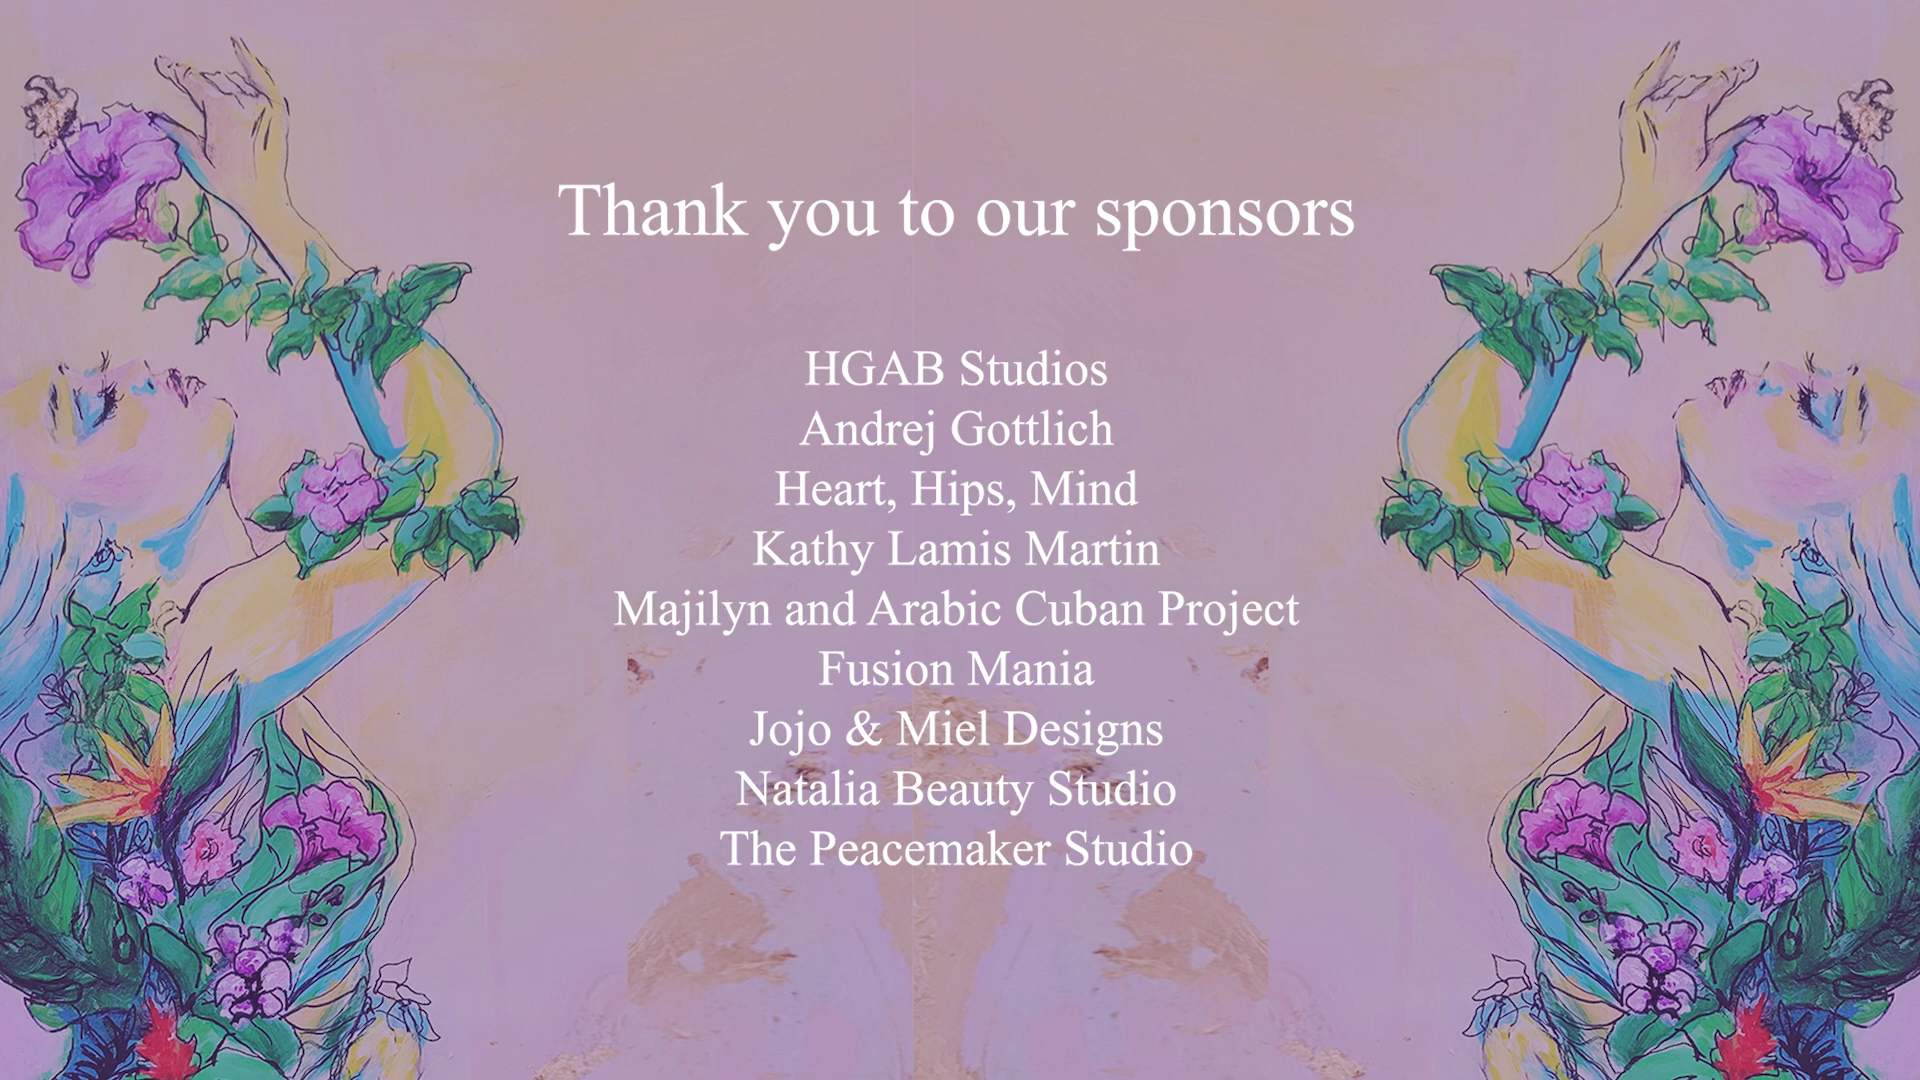 Thank you to our sponsors
HGAB Studios
Andrej Gottlich
Heart, Hips, Mind
Kathy Lamis Martin
Majilyn and Arabic Cuban Project
Fusion Mania
Jojo & Miel Designs
Natalia Beauty Studio
The Peacemaker Studio